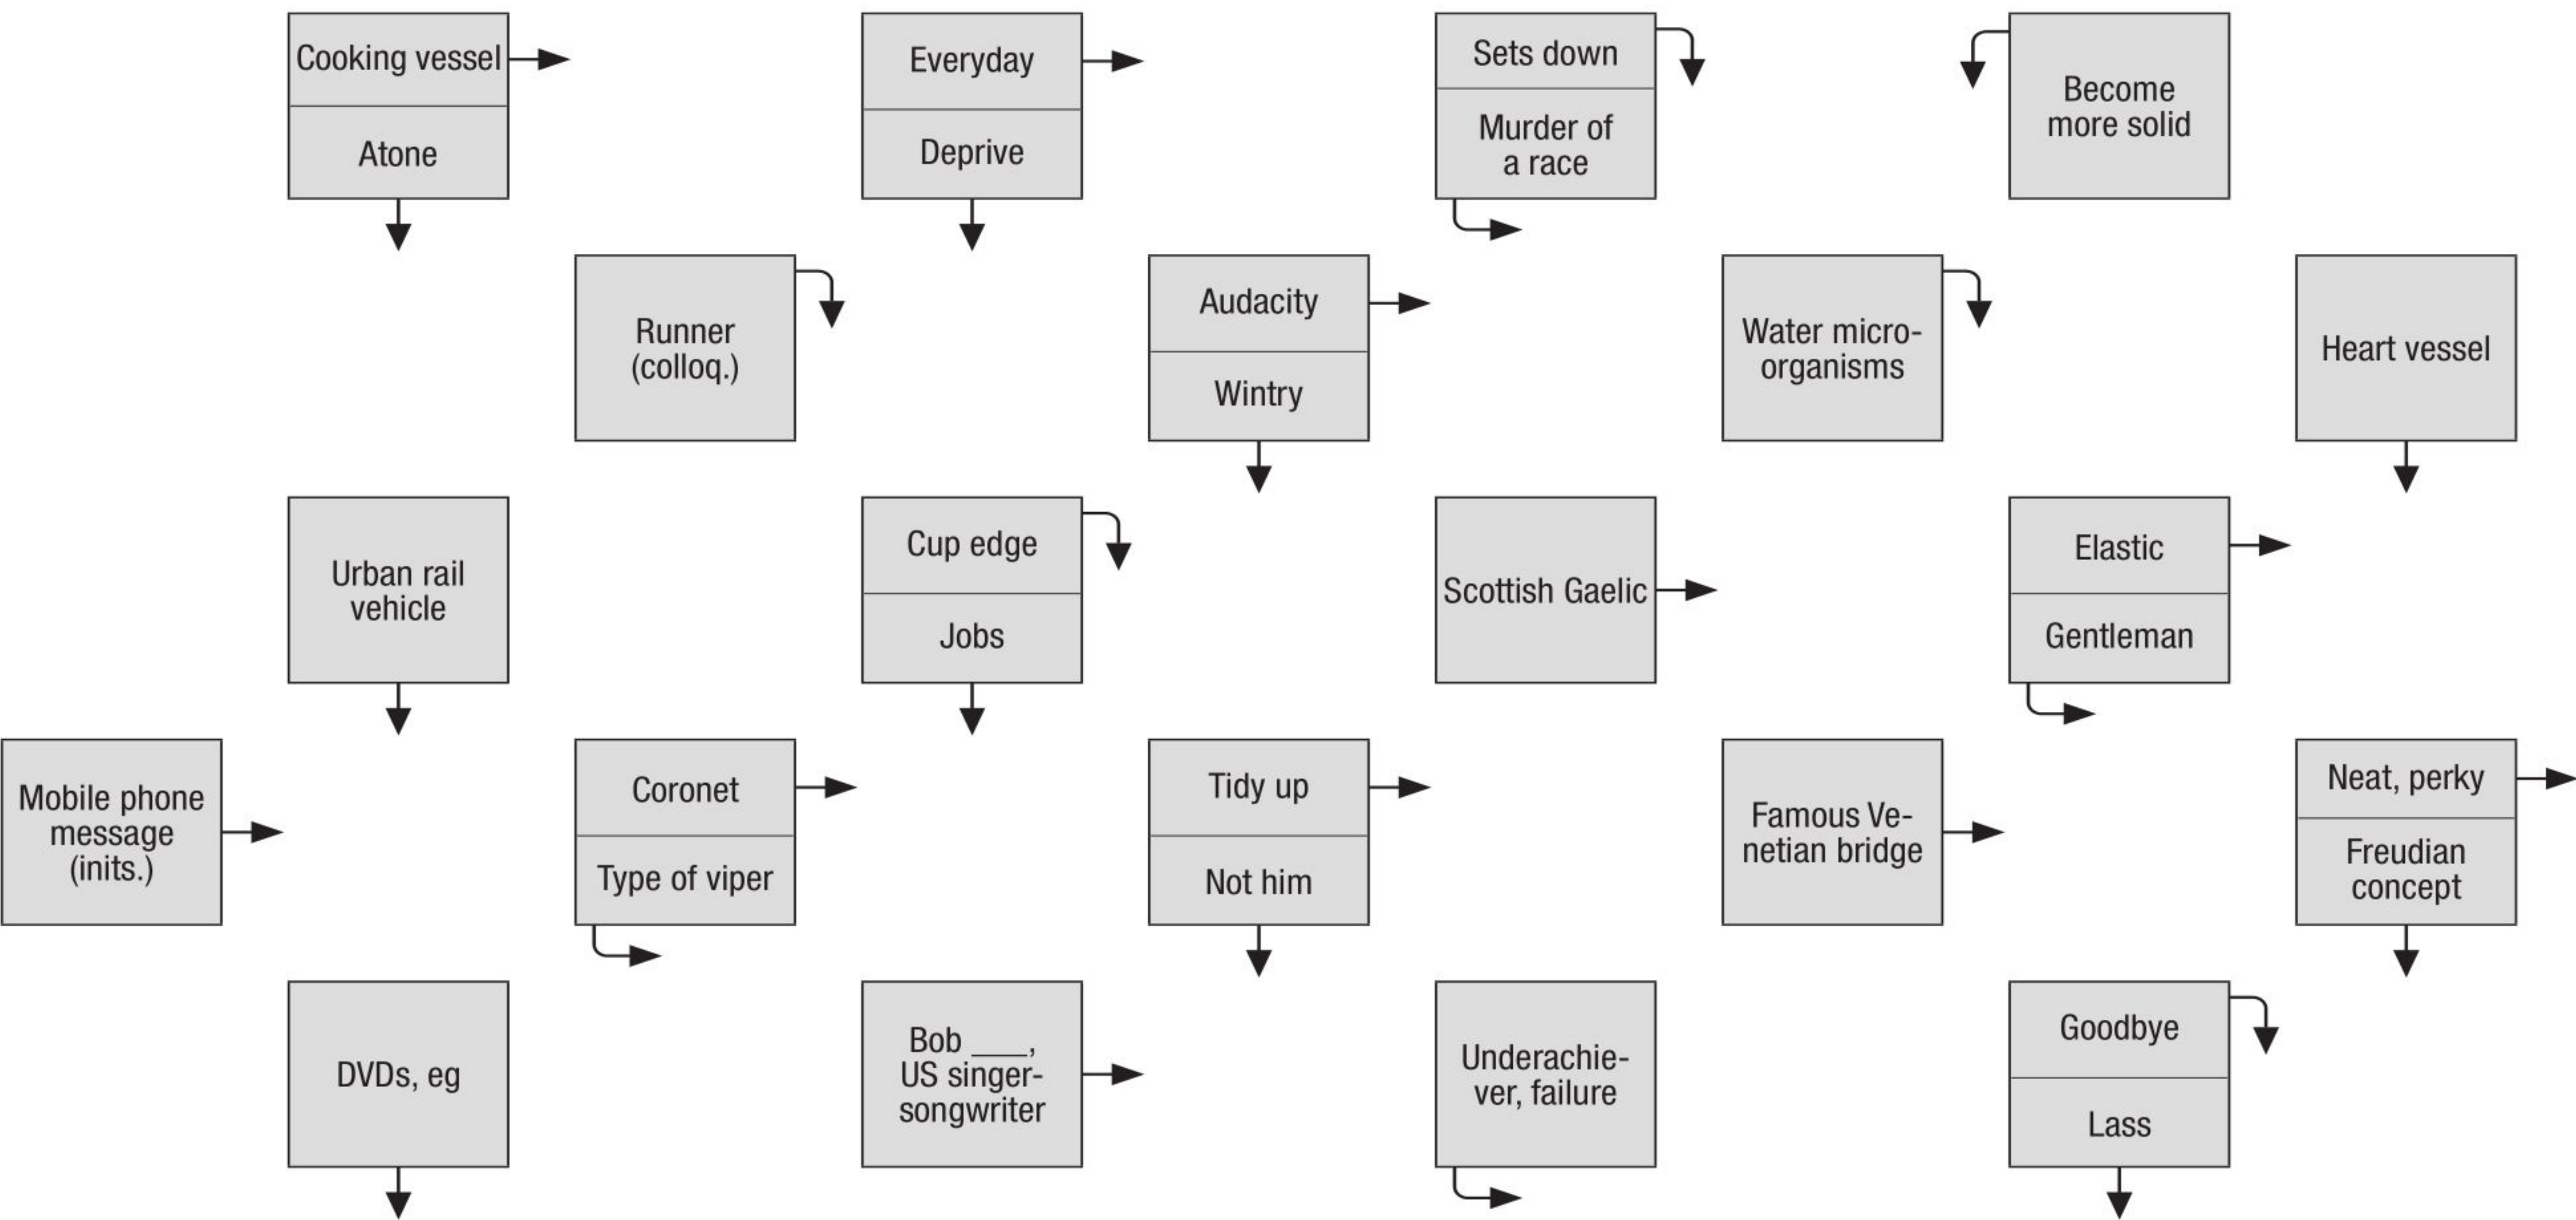 Cooking vessel
Atone
Everyday
Deprive
Sets down
Murder of
a race
Become
more solid
Runner
(colloq.)
Audacity
Wintry
Water micro-
organisms
Heart vessel
Urban rail
vehicle
Cup edge
Jobs
Scottish Gaelic
Elastic
Gentleman
Mobile phone
message
(inits.)
Coronet
Type of viper
Tidy up
Not him
Famous Ve-
netian bridge
Neat, perky
Freudian
concept
DVDs, eg
Bob ___,
US singer-
songwriter
Underachie-
ver, failure
Goodbye
Lass